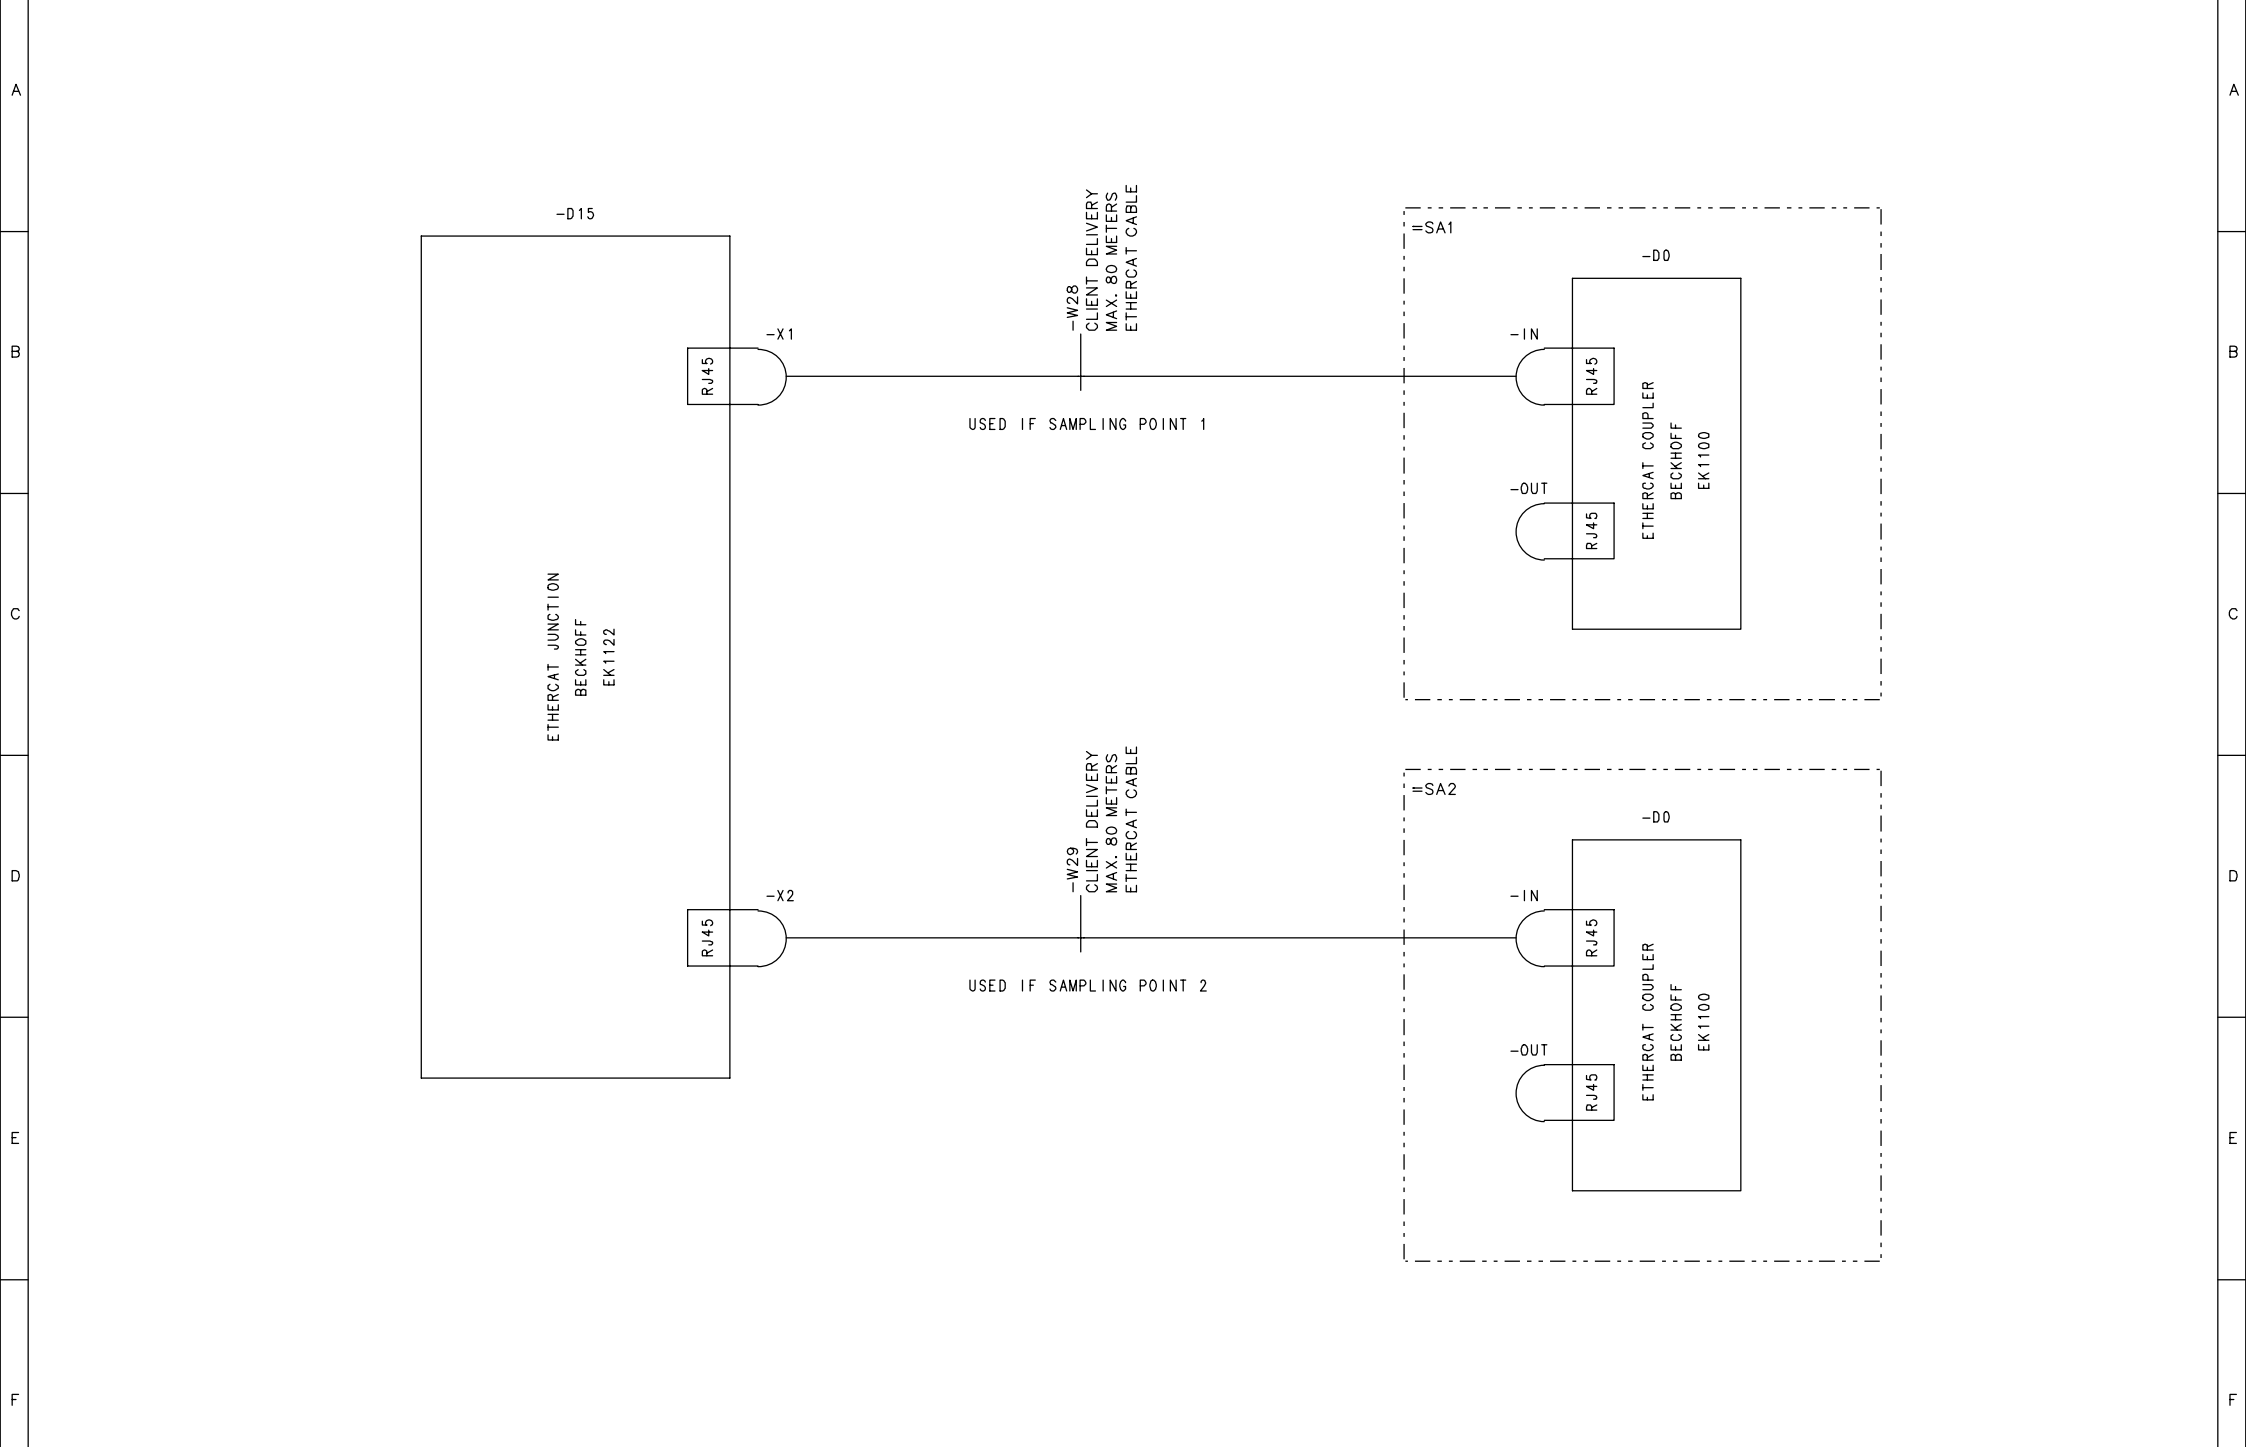 A
A
-D15
=SA1
-D0
-W28
CLIENT DELIVERY
MAX. 80 METERS
ETHERCAT CABLE
-X1
-IN
B
B
RJ45
RJ45
USED IF SAMPLING POINT 1
ETHERCAT COUPLER
BECKHOFF
EK1100
-OUT
RJ45
C
C
ETHERCAT JUNCTION
BECKHOFF
EK1122
=SA2
-D0
-W29
CLIENT DELIVERY
MAX. 80 METERS
ETHERCAT CABLE
D
D
-X2
-IN
RJ45
RJ45
USED IF SAMPLING POINT 2
ETHERCAT COUPLER
BECKHOFF
EK1100
-OUT
RJ45
E
E
F
F